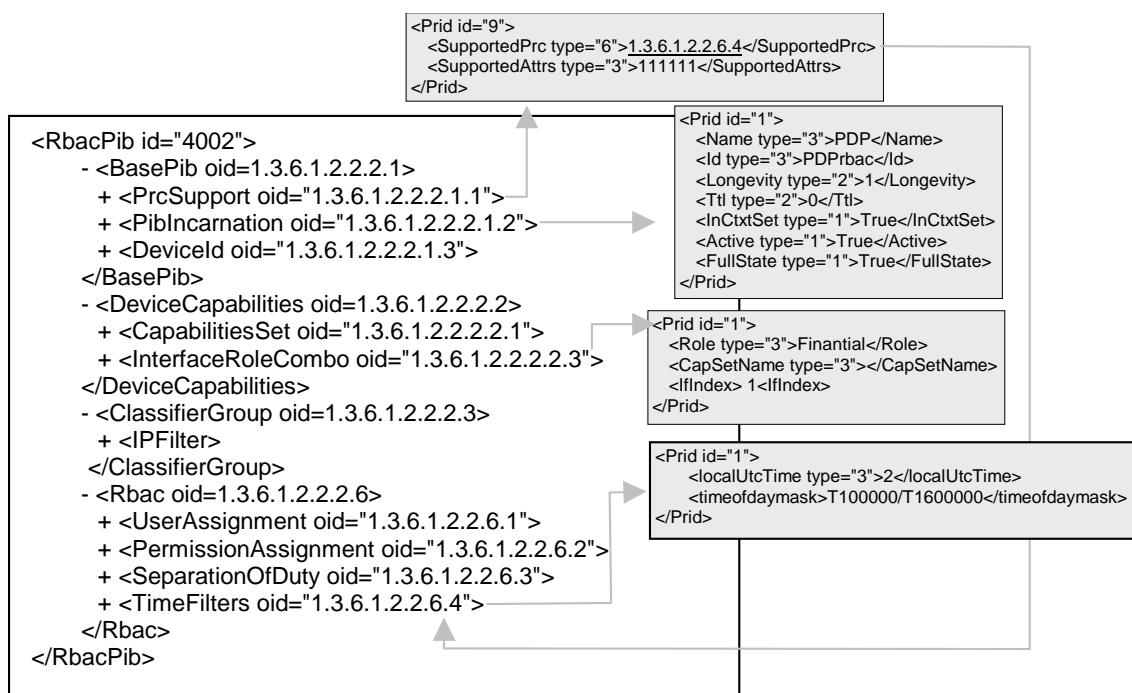 <Prid id="9">
<SupportedPrc type="6">1.3.6.1.2.2.6.4</SupportedPrc>
<SupportedAttrs type="3">111111</SupportedAttrs>
</Prid>
<RbacPib id="4002">
- <BasePib oid=1.3.6.1.2.2.2.1>
+ <PrcSupport oid="1.3.6.1.2.2.2.1.1">
+ <PibIncarnation oid="1.3.6.1.2.2.2.1.2">
+ <DeviceId oid="1.3.6.1.2.2.2.1.3">
</BasePib>
- <DeviceCapabilities oid=1.3.6.1.2.2.2.2>
+ <CapabilitiesSet oid="1.3.6.1.2.2.2.2.1">
+ <InterfaceRoleCombo oid="1.3.6.1.2.2.2.2.3">
</DeviceCapabilities>
- <ClassifierGroup oid=1.3.6.1.2.2.2.3>
+ <IPFilter>
</ClassifierGroup>
- <Rbac oid=1.3.6.1.2.2.2.6>
+ <UserAssignment oid="1.3.6.1.2.2.6.1">
+ <PermissionAssignment oid="1.3.6.1.2.2.6.2">
+ <SeparationOfDuty oid="1.3.6.1.2.2.6.3">
+ <TimeFilters oid="1.3.6.1.2.2.6.4">
</Rbac>
</RbacPib>
<Prid id="1">
<Name type="3">PDP</Name>
<Id type="3">PDPrbac</Id>
<Longevity type="2">1</Longevity>
<Ttl type="2">0</Ttl>
<InCtxtSet type="1">True</InCtxtSet>
<Active type="1">True</Active>
<FullState type="1">True</FullState>
</Prid>
<Prid id="1">
<Role type="3">Finantial</Role>
<CapSetName type="3"></CapSetName>
<IfIndex> 1<IfIndex>
</Prid>
<Prid id="1">
<localUtcTime type="3">2</localUtcTime>
<timeofdaymask>T100000/T1600000</timeofdaymask>
</Prid>